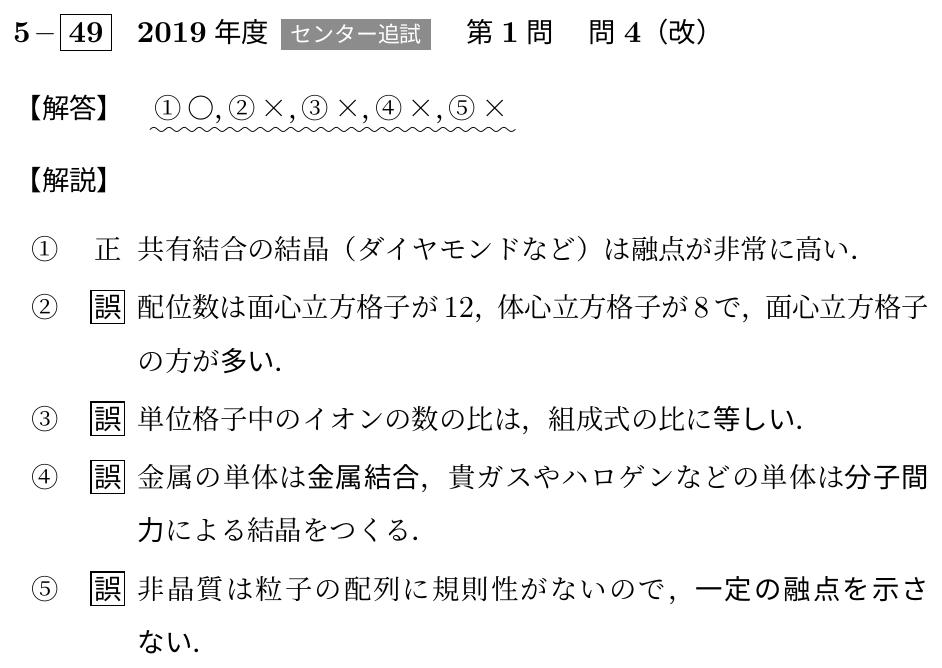 5－49 2019 年度 センター追試 第 1 問 問 4（改）
【解答】 ① ○, ② ×, ③ ×, ④ ×, ⑤ ×
【解説】
① 正 共有結合の結晶（ダイヤモンドなど）は融点が非常に高い．
② 誤 配位数は面心立方格子が 12，体心立方格子が 8 で，面心立方格子
の方が多い．
③ 誤 単位格子中のイオンの数の比は，組成式の比に等しい．
④ 誤 金属の単体は金属結合，貴ガスやハロゲンなどの単体は分子間
力による結晶をつくる．
⑤ 誤 非晶質は粒子の配列に規則性がないので，一定の融点を示さ
ない．